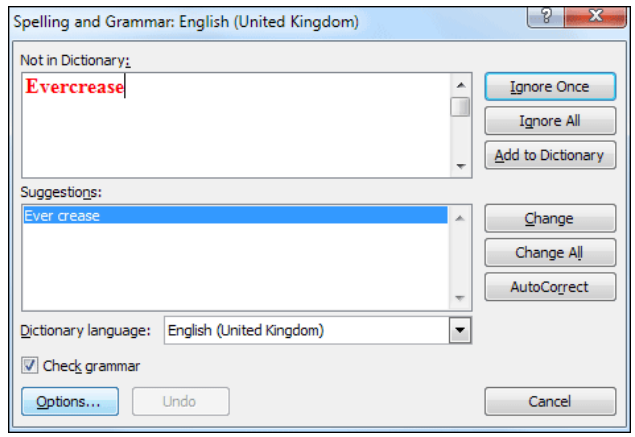 Spelling and Grammar: English (United Kingdom)
?
Not in Dictionary:
Evercrease
Ignore Once
Ignore All
Add to Dictionary
Suggestions:
Ever crease
Change
Change All
AutoCorrect
Dictionary language:
English (United Kingdom)
Check grammar
Options...
Undo
Cancel